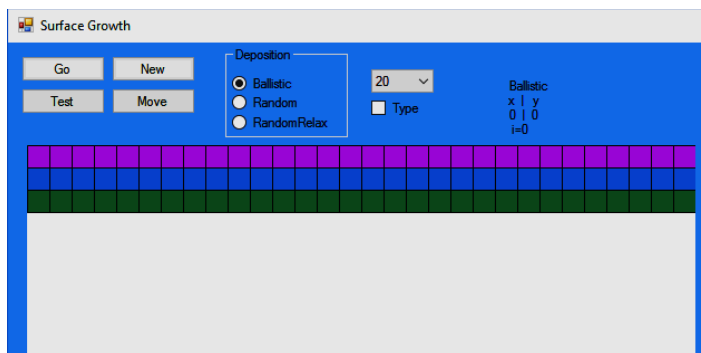 Surface Growth
Go
New
Test
Move
Deposition
Ballistic
Random
RandomRelax
20
Type
Ballistic
x | y
0 | 0
i=0